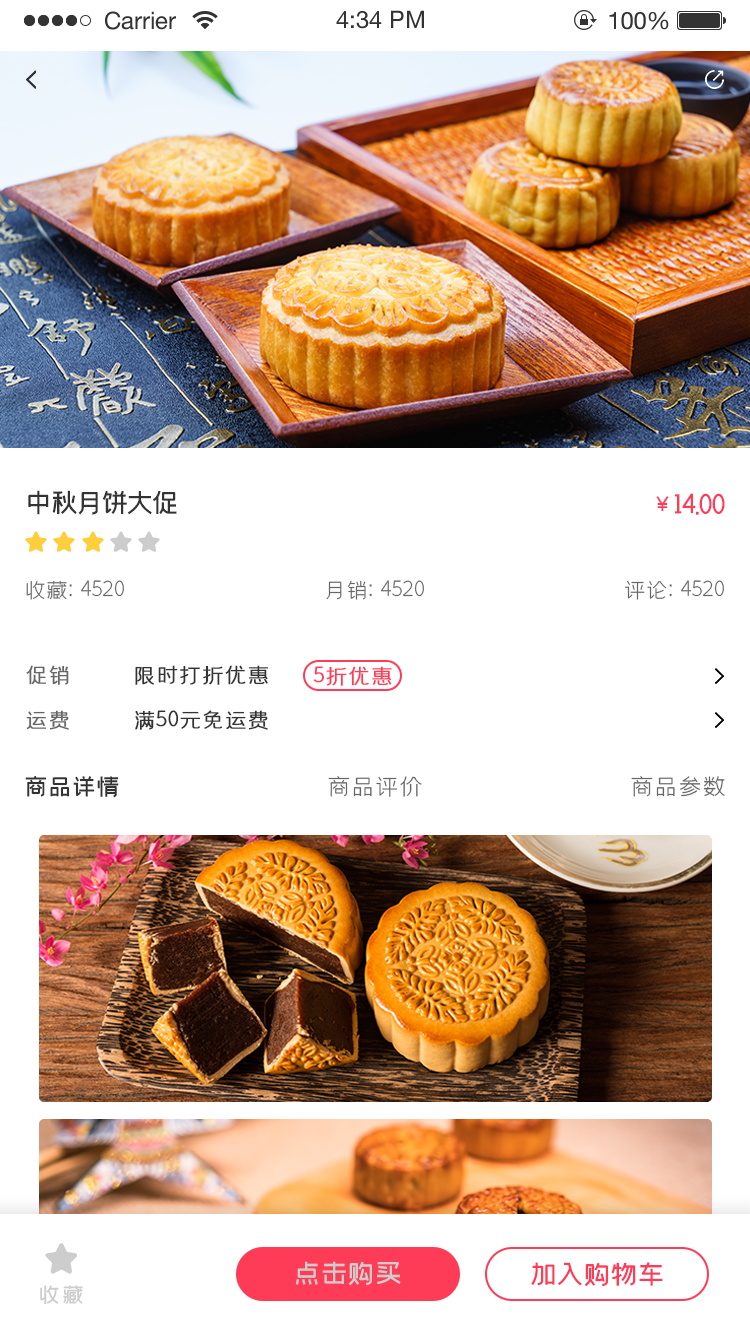 Carrier 4:34 PM 100%
舒
中秋月饼大促 ¥14.00
收藏: 4520 月销: 4520 评论: 4520
促销 限时打折优惠 5折优惠
运费 满50元免运费
商品详情 商品评价 商品参数
收藏 点击购买 加入购物车